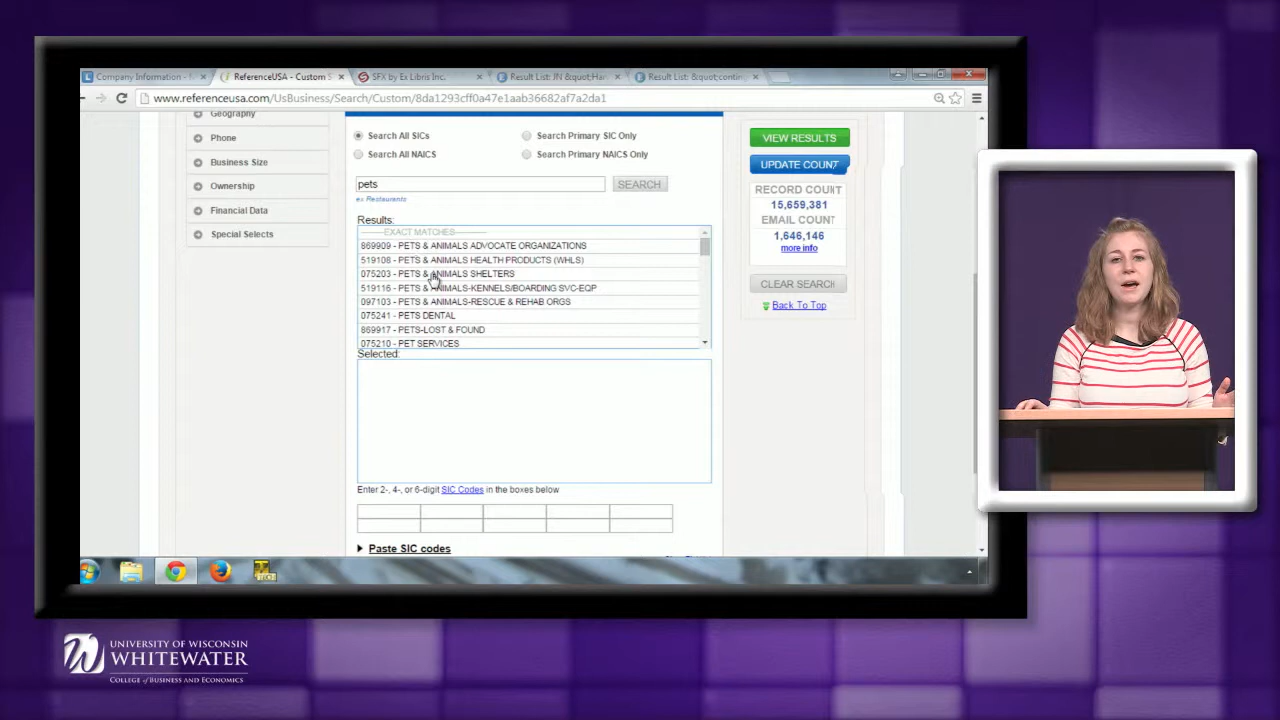 Company Information - 
ReferenceUSA - Custom S
SFX by Ex Libris Inc.
Result List: JN &quot;Har
Result List: &quot;contin
www.referenceusa.com/UsBusiness/Search/Custom/8da1293cff0a47e1aab36682af7a2da1
Geography
Phone
Business Size
Ownership
Financial Data
Special Selects
Search All SICs
Search Primary SIC Only
Search All NAICS
Search Primary NAICS Only
pets
SEARCH
ex Restaurants
Results:
--------EXACT MATCHES--------
869909 - PETS & ANIMALS ADVOCATE ORGANIZATIONS
519108 - PETS & ANIMALS HEALTH PRODUCTS (WHLS)
075203 - PETS & ANIMALS SHELTERS
519116 - PETS & ANIMALS-KENNELS/BOARDING SVC-EQP
097103 - PETS & ANIMALS-RESCUE & REHAB ORGS
075241 - PETS DENTAL
869917 - PETS-LOST & FOUND
075210 - PET SERVICES
Selected:
Enter 2-, 4-, or 6-digit SIC Codes in the boxes below
Paste SIC codes
VIEW RESULTS
UPDATE COUNT
RECORD COUNT
15,659,381
EMAIL COUNT
1,646,146
more info
CLEAR SEARCH
Back To Top
UNIVERSITY OF WISCONSIN
WHITEWATER
COLLEGE of BUSINESS AND ECONOMICS